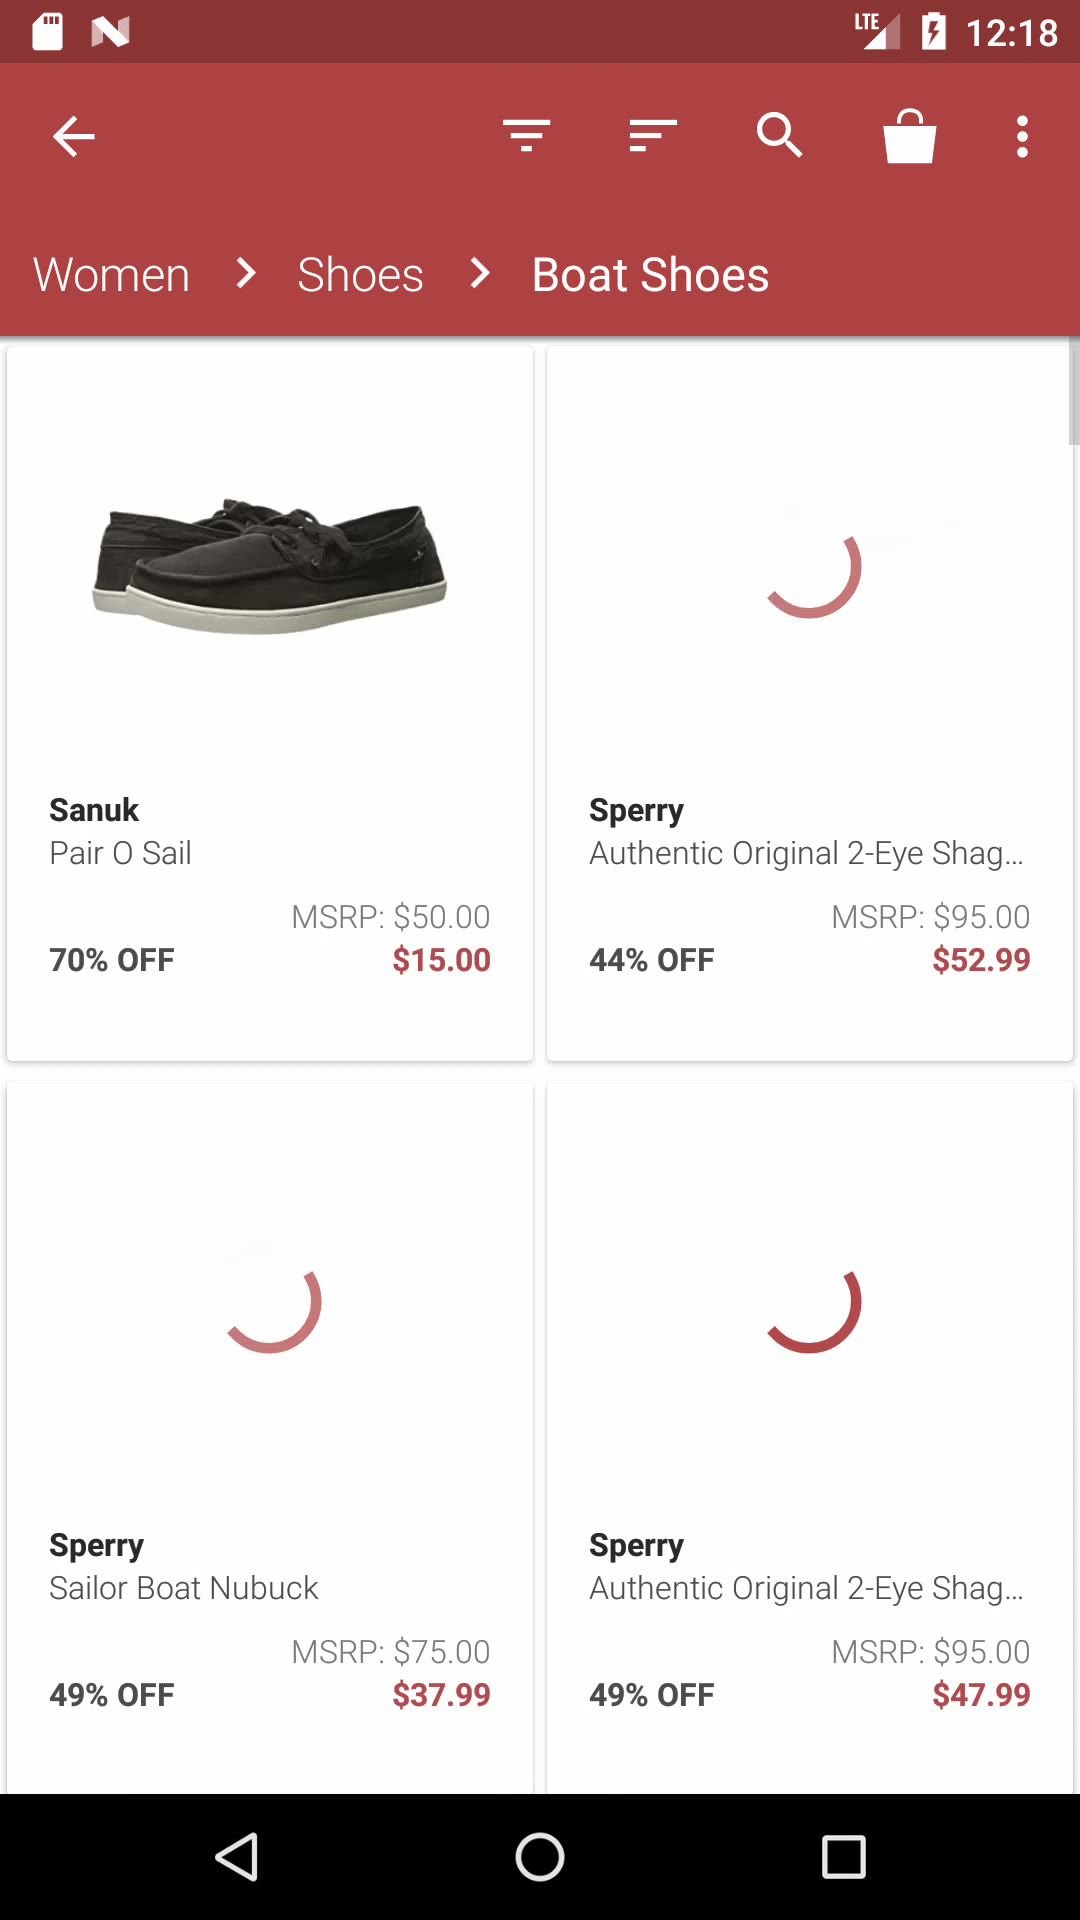 LTE 12:18
Women > Shoes > Boat Shoes
Sanuk
Pair O Sail
MSRP: $50.00
70% OFF $15.00
Sperry
Authentic Original 2-Eye Shag...
MSRP: $95.00
44% OFF $52.99
Sperry
Sailor Boat Nubuck
MSRP: $75.00
49% OFF $37.99
Sperry
Authentic Original 2-Eye Shag...
MSRP: $95.00
49% OFF $47.99